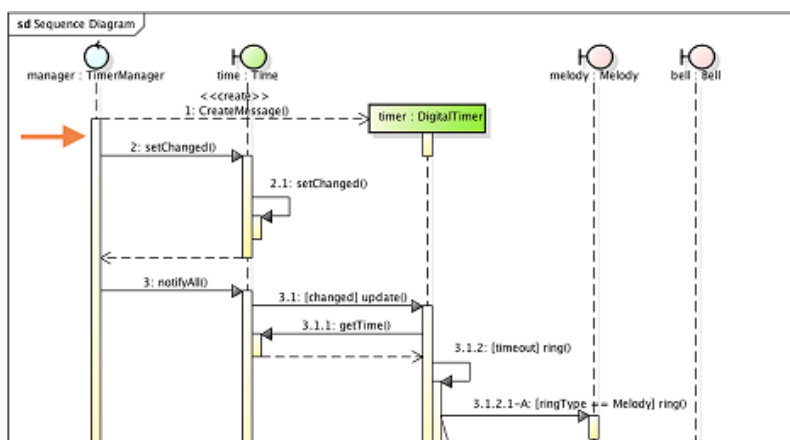 sd Sequence Diagram
manager : TimerManager
time : Time
melody : Melody
bell : Bell
<<create>>
1: CreateMessage()
timer : DigitalTimer
2: setChanged()
2.1: setChanged()
3: notifyAll()
3.1: [changed] update()
3.1.1: getTime()
3.1.2: [timeout] ring()
3.1.2.1-A: [ringType == Melody] ring()